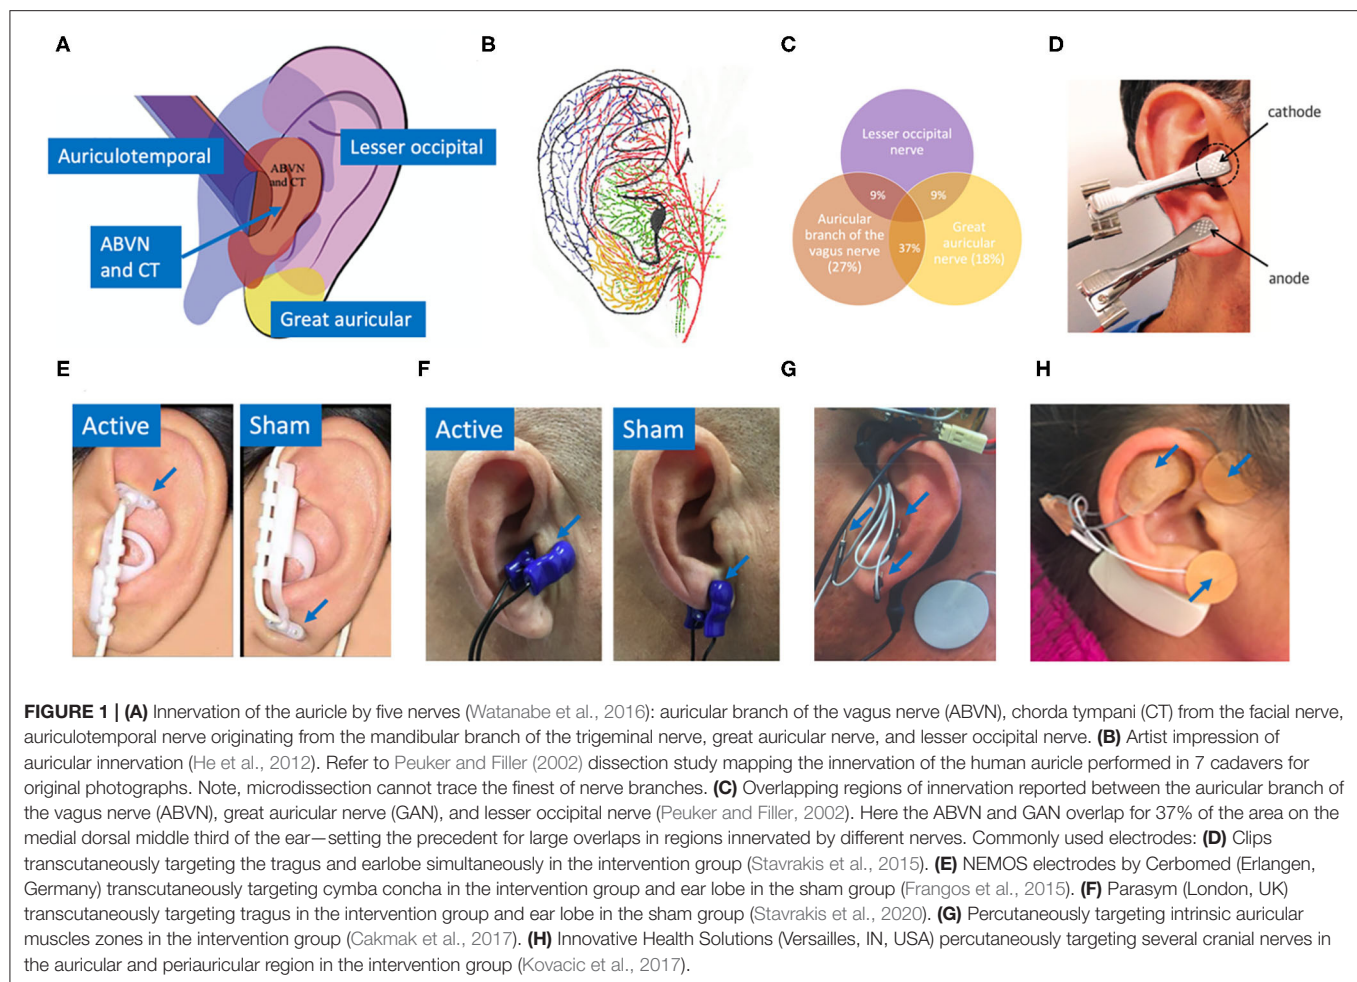 A
B
C
D
Auriculotemporal
ABVN
and CT
Lesser occipital
ABVN
and CT
Great auricular
Lesser occipital
nerve
9%
9%
Auricular
branch of the
vagus nerve
(27%)
37%
Great
auricular
nerve (18%)
cathode
anode
E
F
G
H
Active
Sham
Active
Sham
FIGURE 1 | (A) Innervation of the auricle by five nerves (Watanabe et al., 2016): auricular branch of the vagus nerve (ABVN), chorda tympani (CT) from the facial nerve,
auriculotemporal nerve originating from the mandibular branch of the trigeminal nerve, great auricular nerve, and lesser occipital nerve. (B) Artist impression of
auricular innervation (He et al., 2012). Refer to Peuker and Filler (2002) dissection study mapping the innervation of the human auricle performed in 7 cadavers for
original photographs. Note, microdissection cannot trace the finest of nerve branches. (C) Overlapping regions of innervation reported between the auricular branch of
the vagus nerve (ABVN), great auricular nerve (GAN), and lesser occipital nerve (Peuker and Filler, 2002). Here the ABVN and GAN overlap for 37% of the area on the
medial dorsal middle third of the ear—setting the precedent for large overlaps in regions innervated by different nerves. Commonly used electrodes: (D) Clips
transcutaneously targeting the tragus and earlobe simultaneously in the intervention group (Stavrakis et al., 2015). (E) NEMOS electrodes by Cerbomed (Erlangen,
Germany) transcutaneously targeting cymba concha in the intervention group and ear lobe in the sham group (Frangos et al., 2015). (F) Parasym (London, UK)
transcutaneously targeting tragus in the intervention group and ear lobe in the sham group (Stavrakis et al., 2020). (G) Percutaneously targeting intrinsic auricular
muscles zones in the intervention group (Cakmak et al., 2017). (H) Innovative Health Solutions (Versailles, IN, USA) percutaneously targeting several cranial nerves in
the auricular and periauricular region in the intervention group (Kovacic et al., 2017).